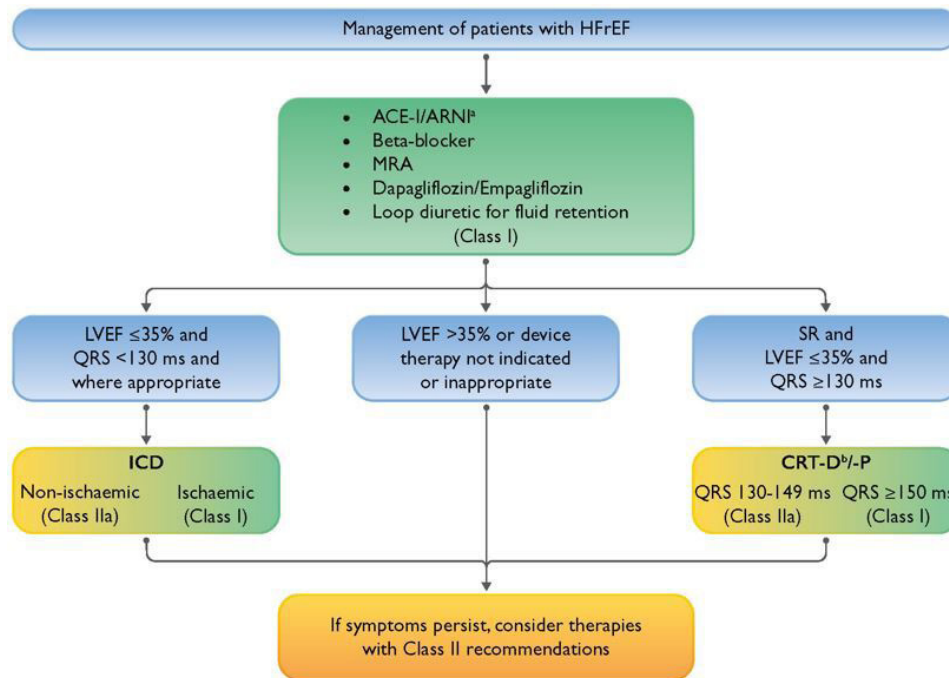 Management of patients with HFrEF
• ACE-I/ARNIᵃ
• Beta-blocker
• MRA
• Dapagliflozin/Empagliflozin
• Loop diuretic for fluid retention
(Class I)
LVEF ≤35% and
QRS <130 ms and
where appropriate
LVEF >35% or device
therapy not indicated
or inappropriate
SR and
LVEF ≤35% and
QRS ≥130 ms
ICD
Non-ischaemic
(Class IIa)
Ischaemic
(Class I)
CRT-Dᵇ/-P
QRS 130-149 ms
(Class IIa)
QRS ≥150 ms
(Class I)
If symptoms persist, consider therapies
with Class II recommendations